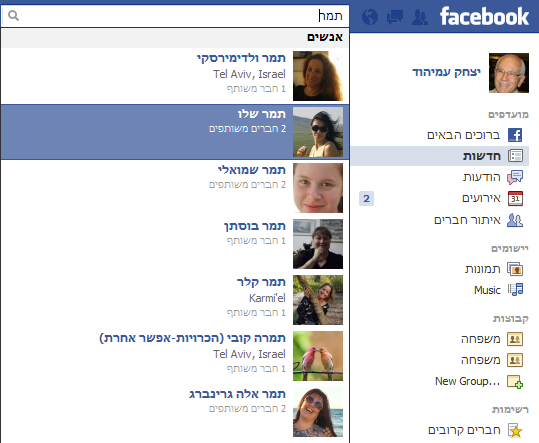 facebook
תמר
אנשים
תמר ולדימירסקי
Tel Aviv, Israel
1 חבר משותף
תמר שלו
2 חברים משותפים
תמר שמואלי
2 חברים משותפים
תמר בוסתן
1 חבר משותף
תמר קלר
Karmi'el
תמרה קובי (הכרויות-אפשר אחרת)
Tel Aviv, Israel
1 חבר משותף
תמר אלה גרינברג
2 חברים משותפים
יצחק עמיהוד
מועדפים
ברוכים הבאים
חדשות
הודעות
אירועים
31
2
איתור חברים
יישומים
תמונות
Music
קבוצות
משפחה
משפחה
New Group...
רשימות
חברים קרובים